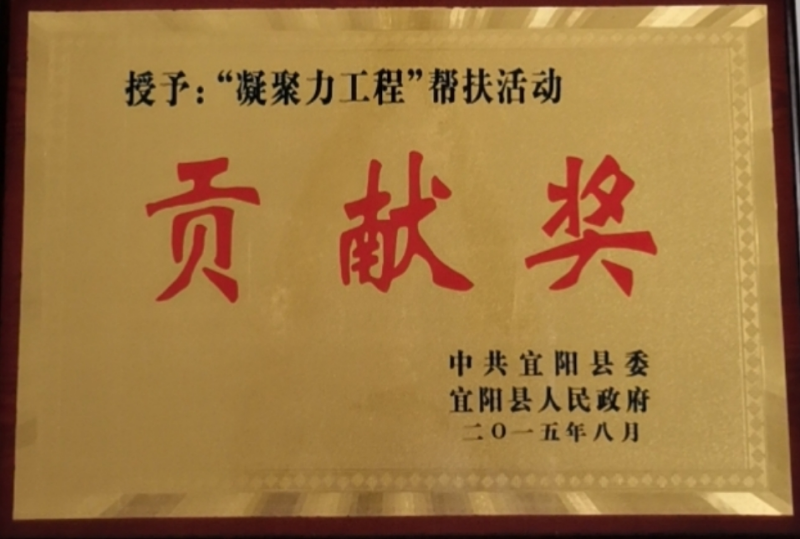 授予：“凝聚力工程”帮扶活动
贡献奖
中共宜阳县委
宜阳县人民政府
二〇一五年八月